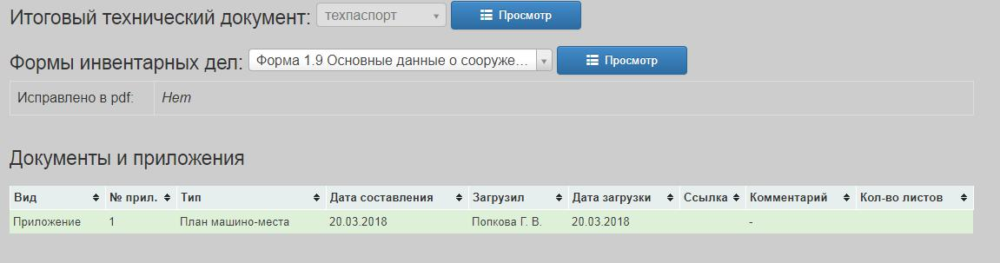 Итоговый технический документ: техпаспорт Просмотр
Формы инвентарных дел: Форма 1.9 Основные данные о сооруже... Просмотр
Исправлено в pdf: Нет
Документы и приложения
Вид № прил. Тип Дата составления Загрузил Дата загрузки Ссылка Комментарий Кол-во листов
Приложение 1 План машино-места 20.03.2018 Попкова Г. В. 20.03.2018 -